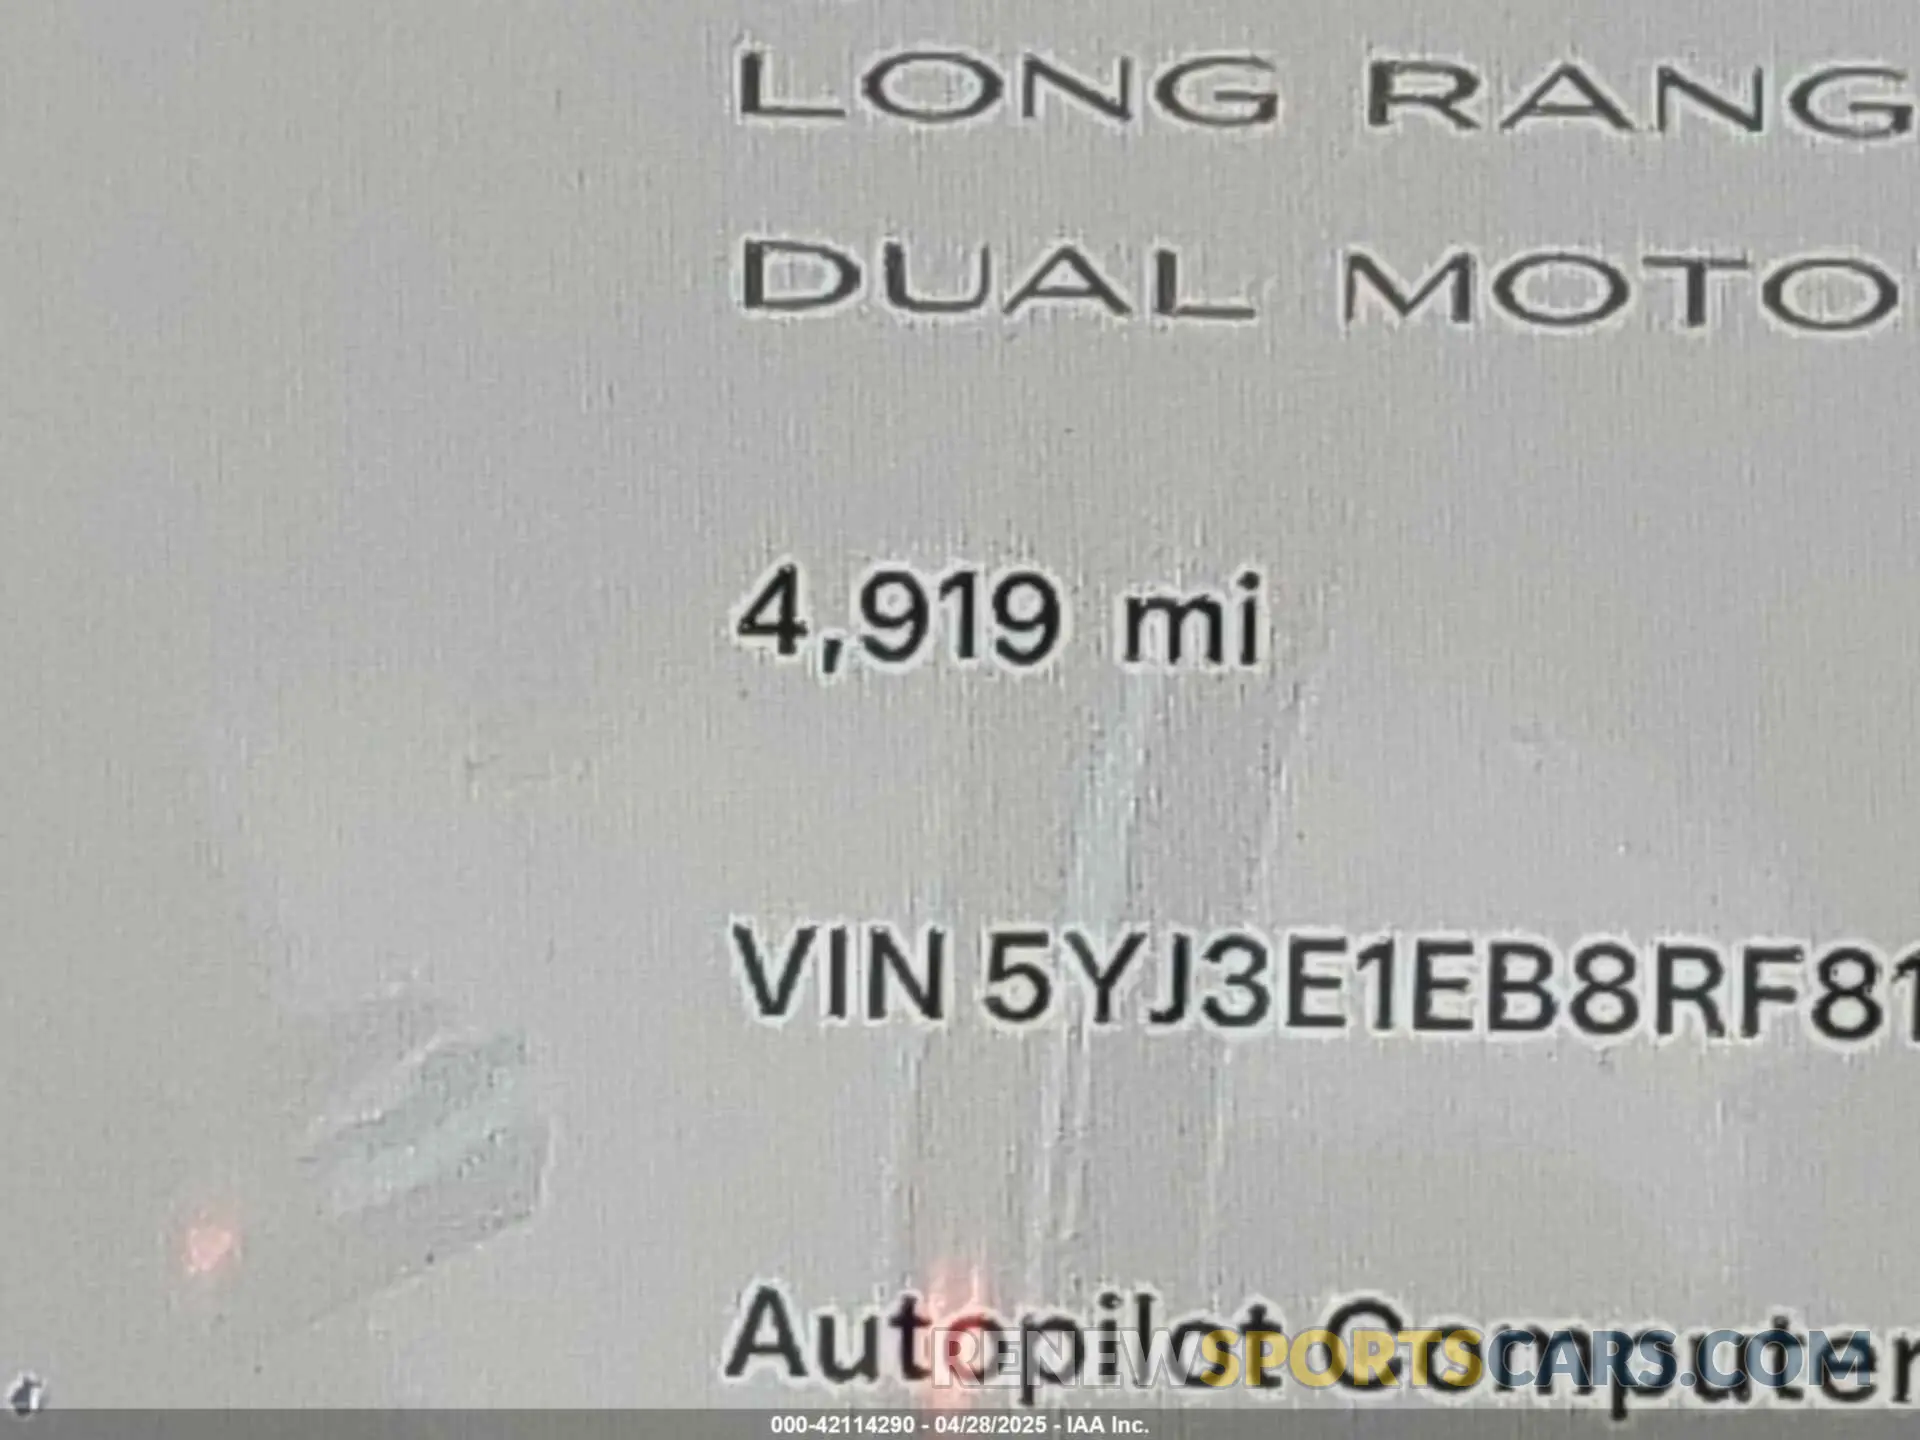 LONG RANG
DUAL MOTO
4,919 mi
VIN 5YJ3E1EB8RF81
Autopilot Computer
RENEWSPORTSCARS.COM
000-42114290 - 04/28/2025 - IAA Inc.